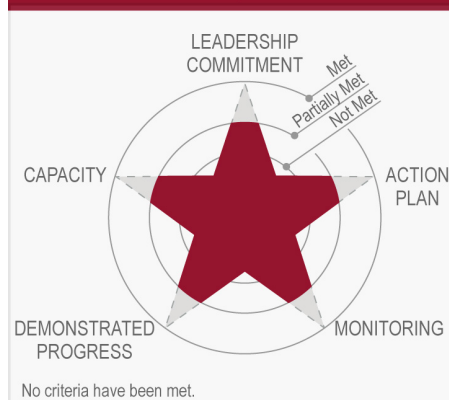 LEADERSHIP
COMMITMENT
Met
Partially Met
Not Met
CAPACITY
ACTION
PLAN
DEMONSTRATED
PROGRESS
MONITORING
No criteria have been met.